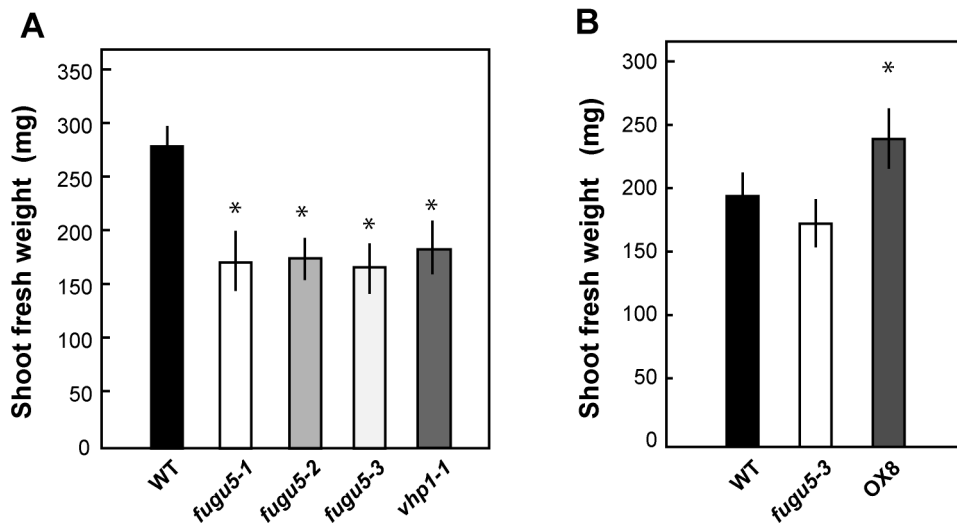 A
B
Shoot fresh weight (mg)
350
300
250
200
150
100
50
0
*
*
*
*
WT
fugu5-1
fugu5-2
fugu5-3
vhp1-1
Shoot fresh weight (mg)
300
250
200
150
100
50
0
*
WT
fugu5-3
OX8